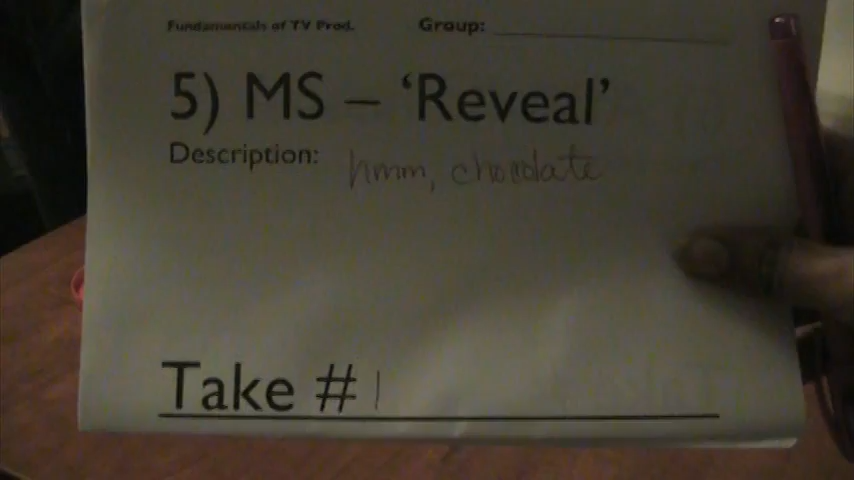 Fundamentals of TV Prod. Group:
5) MS – ‘Reveal’
Description: hmm, chocolate
Take # 1